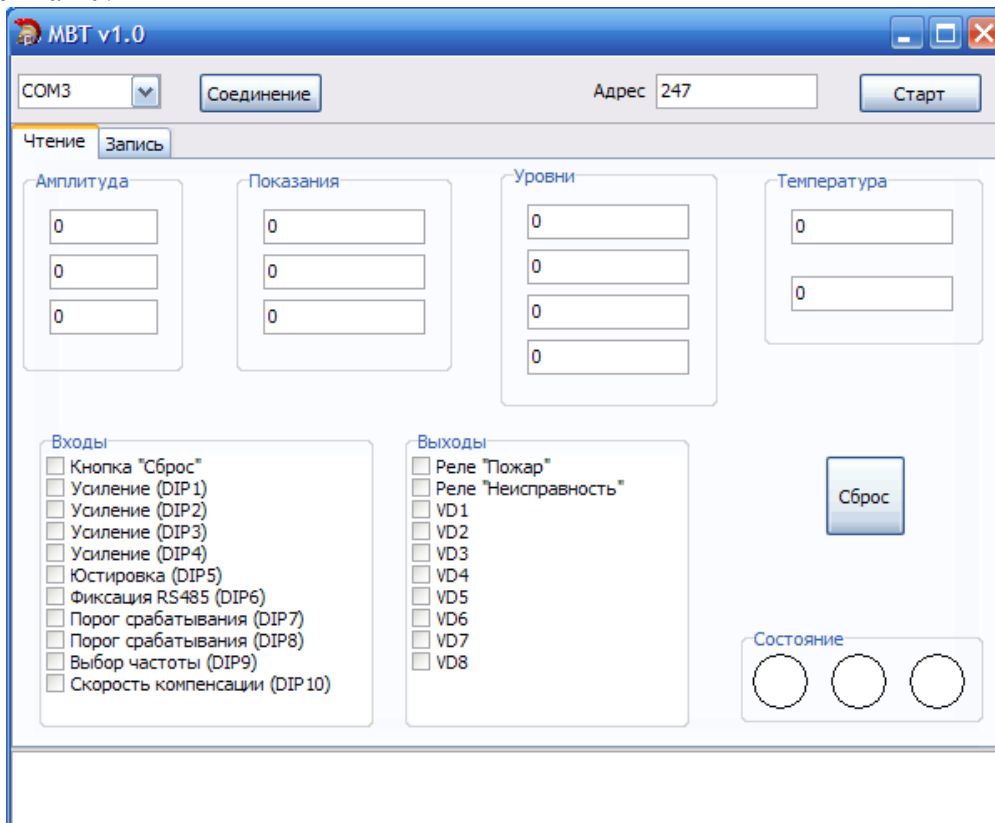 МВТ v1.0
COM3
Соединение
Адрес 247
Старт
Чтение
Запись
Амплитуда
0
0
0
Показания
0
0
0
Уровни
0
0
0
0
Температура
0
0
Входы
Кнопка "Сброс"
Усиление (DIP1)
Усиление (DIP2)
Усиление (DIP3)
Усиление (DIP4)
Юстировка (DIP5)
Фиксация RS485 (DIP6)
Порог срабатывания (DIP7)
Порог срабатывания (DIP8)
Выбор частоты (DIP9)
Скорость компенсации (DIP10)
Выходы
Реле "Пожар"
Реле "Неисправность"
VD1
VD2
VD3
VD4
VD5
VD6
VD7
VD8
Сброс
Состояние